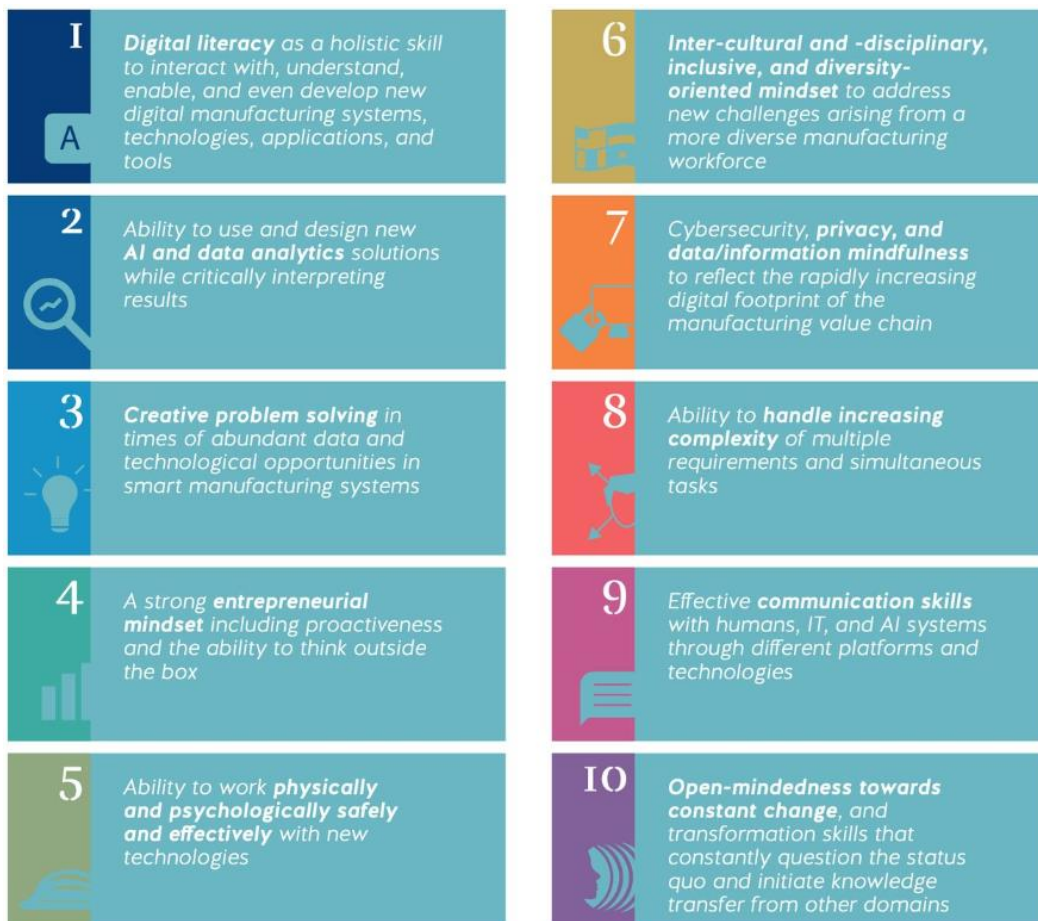 1
Digital literacy as a holistic skill
to interact with, understand,
enable, and even develop new
digital manufacturing systems,
technologies, applications, and
tools
A
2
Ability to use and design new
AI and data analytics solutions
while critically interpreting
results
3
Creative problem solving in
times of abundant data and
technological opportunities in
smart manufacturing systems
4
A strong entrepreneurial
mindset including proactiveness
and the ability to think outside
the box
5
Ability to work physically
and psychologically safely
and effectively with new
technologies
6
Inter-cultural and -disciplinary,
inclusive, and diversity-
oriented mindset to address
new challenges arising from a
more diverse manufacturing
workforce
7
Cybersecurity, privacy, and
data/information mindfulness
to reflect the rapidly increasing
digital footprint of the
manufacturing value chain
8
Ability to handle increasing
complexity of multiple
requirements and simultaneous
tasks
9
Effective communication skills
with humans, IT, and AI systems
through different platforms and
technologies
10
Open-mindedness towards
constant change, and
transformation skills that
constantly question the status
quo and initiate knowledge
transfer from other domains